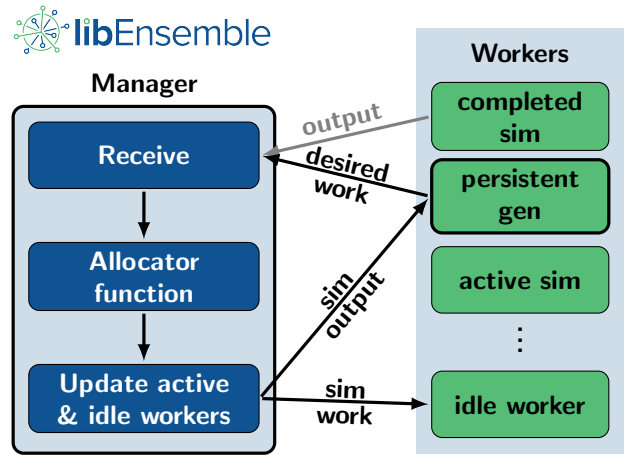 libEnsemble
Manager
Workers
Receive
Allocator
function
Update active
& idle workers
output
desired
work
sim
output
sim
work
completed
sim
persistent
gen
active sim
⋮
idle worker